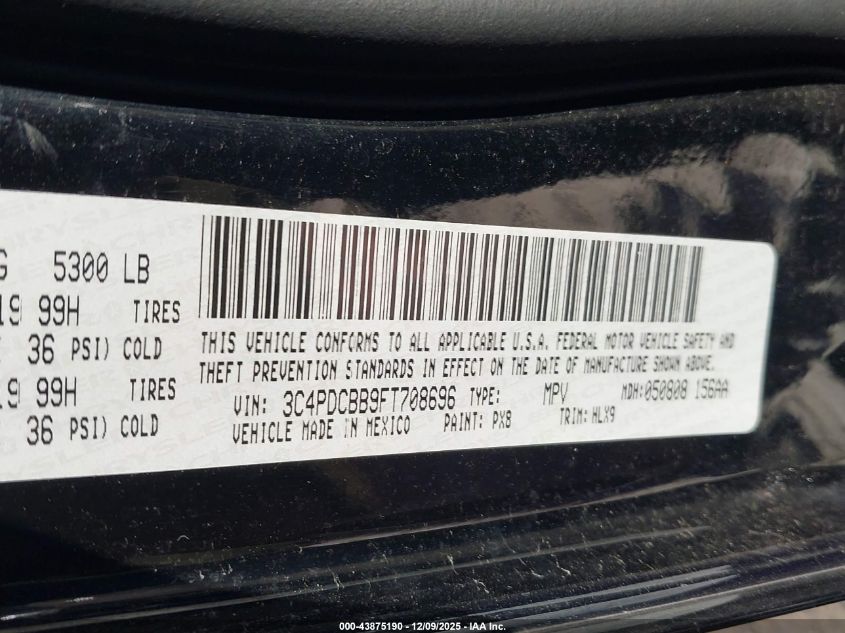 G 5300 LB
19 99H TIRES
36 PSI) COLD
19 99H TIRES
36 PSI) COLD
THIS VEHICLE CONFORMS TO ALL APPLICABLE U.S.A. FEDERAL MOTOR VEHICLE SAFETY AND
THEFT PREVENTION STANDARDS IN EFFECT ON THE DATE OF MANUFACTURE SHOWN ABOVE.
VIN: 3C4PDCBB9FT708696 TYPE: MPV MDH:050808 156AA
VEHICLE MADE IN MEXICO PAINT: PX8 TRIM: HLX9
000-43875190 - 12/09/2025 - IAA Inc.